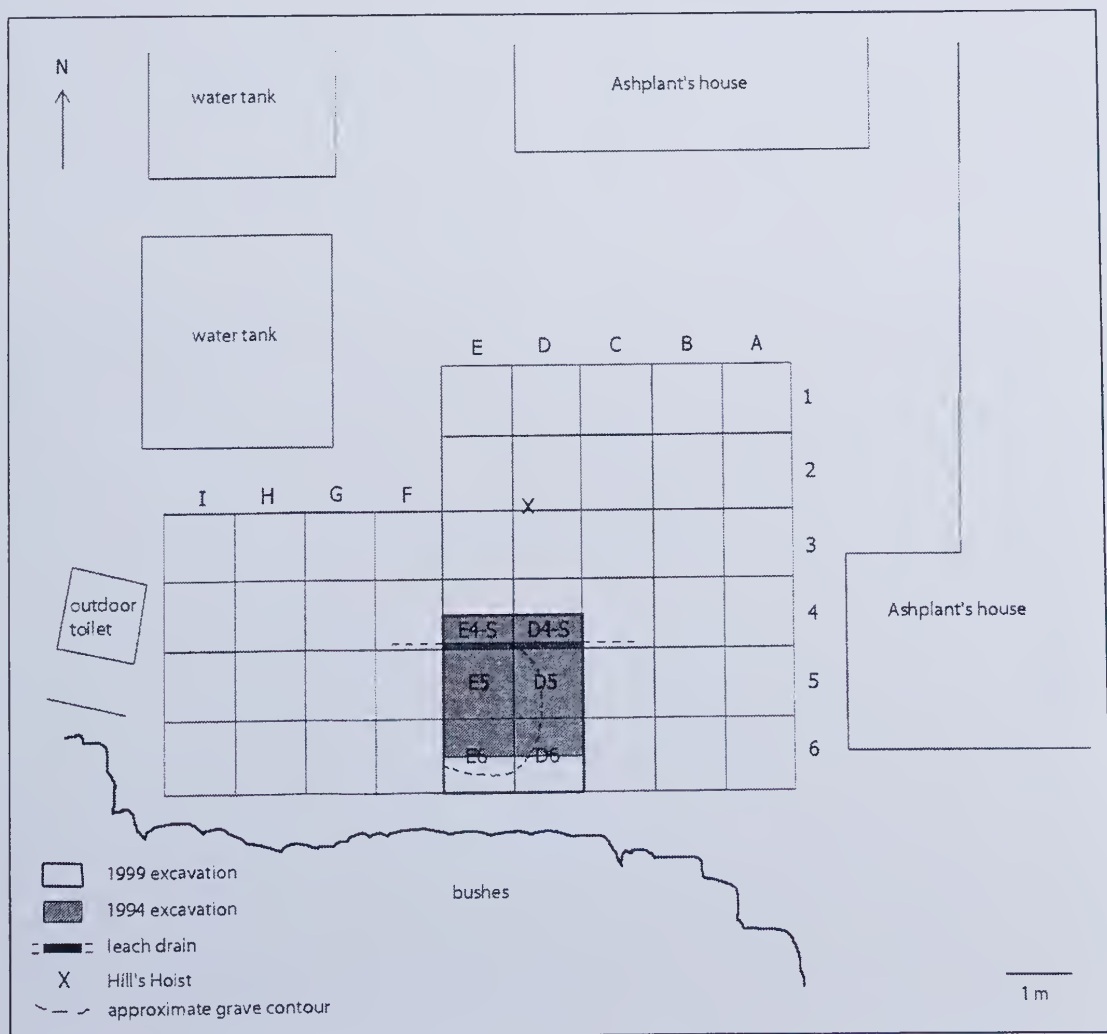 N
water tank
Ashplant's house
water tank
E D C B A
1
2
I H G F
X
3
outdoor
toilet
4
E4-S D4-S
Ashplant's house
E5 D5
5
E6 D6
6
1999 excavation
1994 excavation
bushes
leach drain
X Hill's Hoist
approximate grave contour
1 m